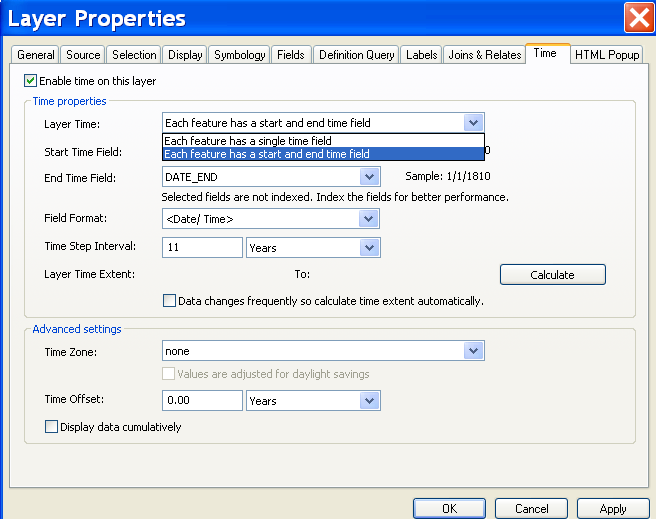 Layer Properties
General Source Selection Display Symbology Fields Definition Query Labels Joins & Relates Time HTML Popup
Enable time on this layer
Time properties
Layer Time: Each feature has a start and end time field
Each feature has a single time field
Start Time Field: Each feature has a start and end time field 0
End Time Field: DATE_END Sample: 1/1/1810
Selected fields are not indexed. Index the fields for better performance.
Field Format: <Date/ Time>
Time Step Interval: 11 Years
Layer Time Extent: To: Calculate
Data changes frequently so calculate time extent automatically.
Advanced settings
Time Zone: none
Values are adjusted for daylight savings
Time Offset: 0.00 Years
Display data cumulatively
OK Cancel Apply